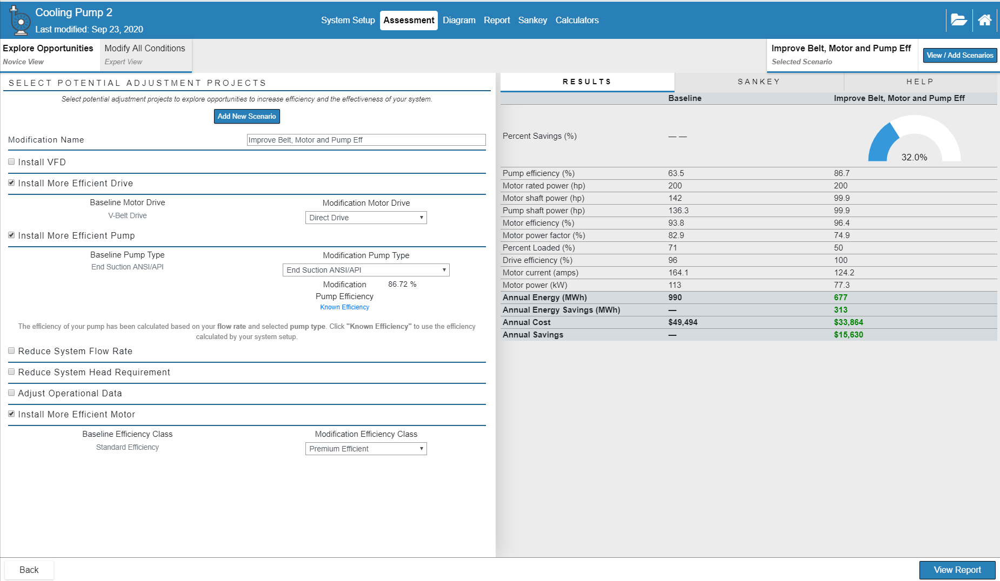 Cooling Pump 2
Last modified: Sep 23, 2020
System Setup Assessment Diagram Report Sankey Calculators
Explore Opportunities
Novice View
Modify All Conditions
Expert View
Improve Belt, Motor and Pump Eff
Selected Scenario
View / Add Scenarios
SELECT POTENTIAL ADJUSTMENT PROJECTS
Select potential adjustment projects to explore opportunities to increase efficiency and the effectiveness of your system.
Add New Scenario
Modification Name Improve Belt, Motor and Pump Eff
Install VFD
Install More Efficient Drive
Baseline Motor Drive
V-Belt Drive
Modification Motor Drive
Direct Drive
Install More Efficient Pump
Baseline Pump Type
End Suction ANSI/API
Modification Pump Type
End Suction ANSI/API
Modification 86.72 %
Pump Efficiency
Known Efficiency
The efficiency of your pump has been calculated based on your flow rate and selected pump type. Click "Known Efficiency" to use the efficiency
calculated by your system setup.
Reduce System Flow Rate
Reduce System Head Requirement
Adjust Operational Data
Install More Efficient Motor
Baseline Efficiency Class
Standard Efficiency
Modification Efficiency Class
Premium Efficient
RESULTS SANKEY HELP
Baseline Improve Belt, Motor and Pump Eff
Percent Savings (%) — — 32.0%
Pump efficiency (%) 63.5 86.7
Motor rated power (hp) 200 200
Motor shaft power (hp) 142 99.9
Pump shaft power (hp) 136.3 99.9
Motor efficiency (%) 93.8 96.4
Motor power factor (%) 82.9 74.9
Percent Loaded (%) 71 50
Drive efficiency (%) 96 100
Motor current (amps) 164.1 124.2
Motor power (kW) 113 77.3
Annual Energy (MWh) 990 677
Annual Energy Savings (MWh) — 313
Annual Cost $49,494 $33,864
Annual Savings — $15,630
Back
View Report